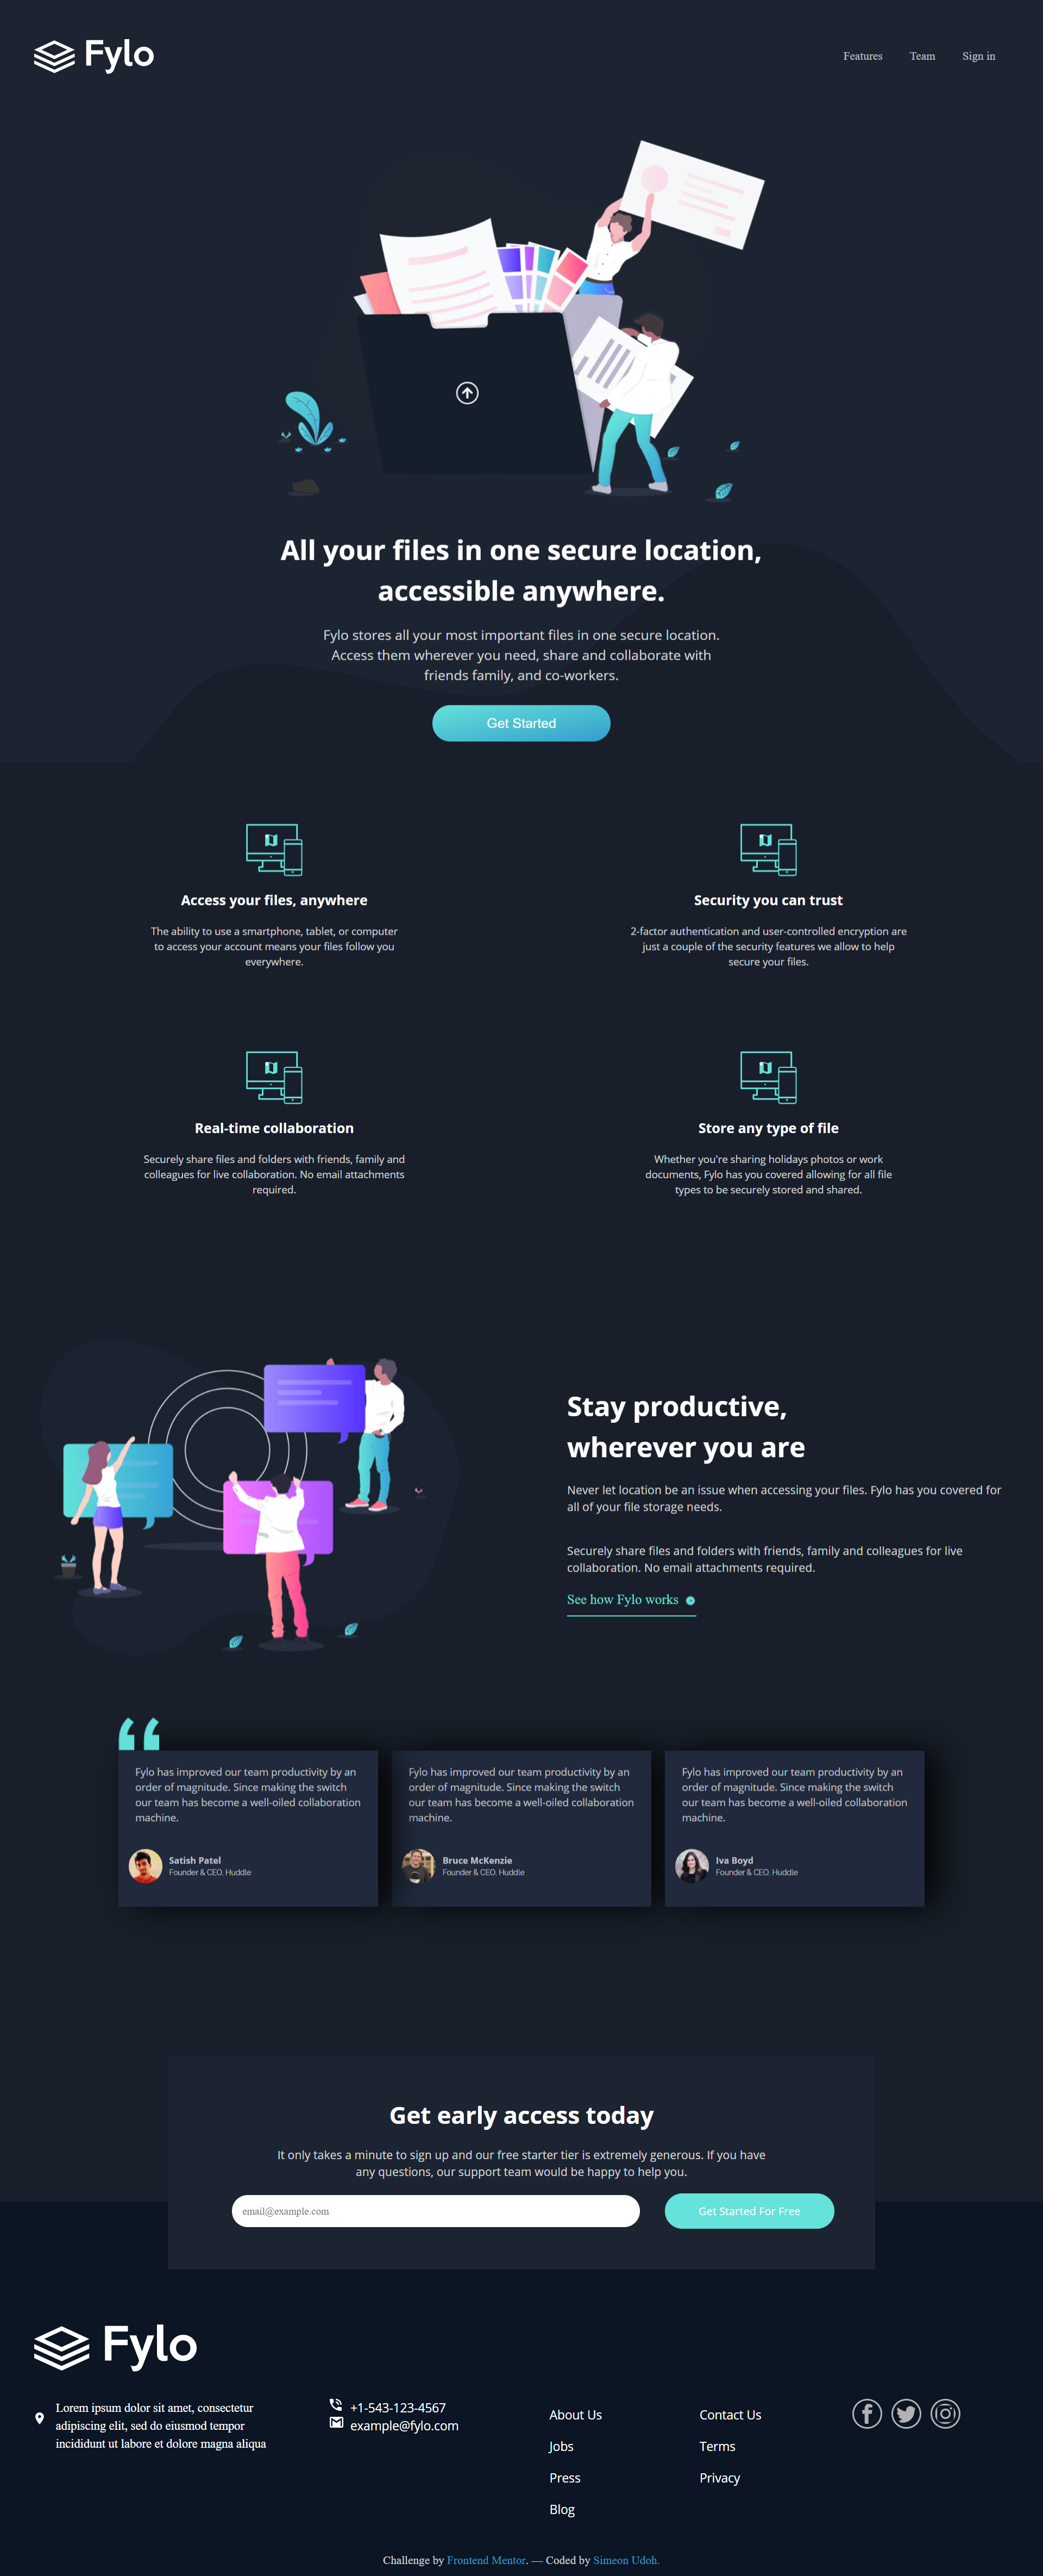 Fylo
Features
Team
Sign in
All your files in one secure location,
accessible anywhere.
Fylo stores all your most important files in one secure location.
Access them wherever you need, share and collaborate with
friends family, and co-workers.
Get Started
Access your files, anywhere
The ability to use a smartphone, tablet, or computer
to access your account means your files follow you
everywhere.
Security you can trust
2-factor authentication and user-controlled encryption are
just a couple of the security features we allow to help
secure your files.
Real-time collaboration
Securely share files and folders with friends, family and
colleagues for live collaboration. No email attachments
required.
Store any type of file
Whether you're sharing holidays photos or work
documents, Fylo has you covered allowing for all file
types to be securely stored and shared.
Stay productive,
wherever you are
Never let location be an issue when accessing your files. Fylo has you covered for
all of your file storage needs.
Securely share files and folders with friends, family and colleagues for live
collaboration. No email attachments required.
See how Fylo works
Fylo has improved our team productivity by an
order of magnitude. Since making the switch
our team has become a well-oiled collaboration
machine.
Satish Patel
Founder & CEO, Huddle
Fylo has improved our team productivity by an
order of magnitude. Since making the switch
our team has become a well-oiled collaboration
machine.
Bruce McKenzie
Founder & CEO, Huddle
Fylo has improved our team productivity by an
order of magnitude. Since making the switch
our team has become a well-oiled collaboration
machine.
Iva Boyd
Founder & CEO, Huddle
Get early access today
It only takes a minute to sign up and our free starter tier is extremely generous. If you have
any questions, our support team would be happy to help you.
email@example.com
Get Started For Free
Fylo
Lorem ipsum dolor sit amet, consectetur
adipiscing elit, sed do eiusmod tempor
incididunt ut labore et dolore magna aliqua
+1-543-123-4567
example@fylo.com
About Us
Jobs
Press
Blog
Contact Us
Terms
Privacy
Challenge by Frontend Mentor. — Coded by Simeon Udoh.